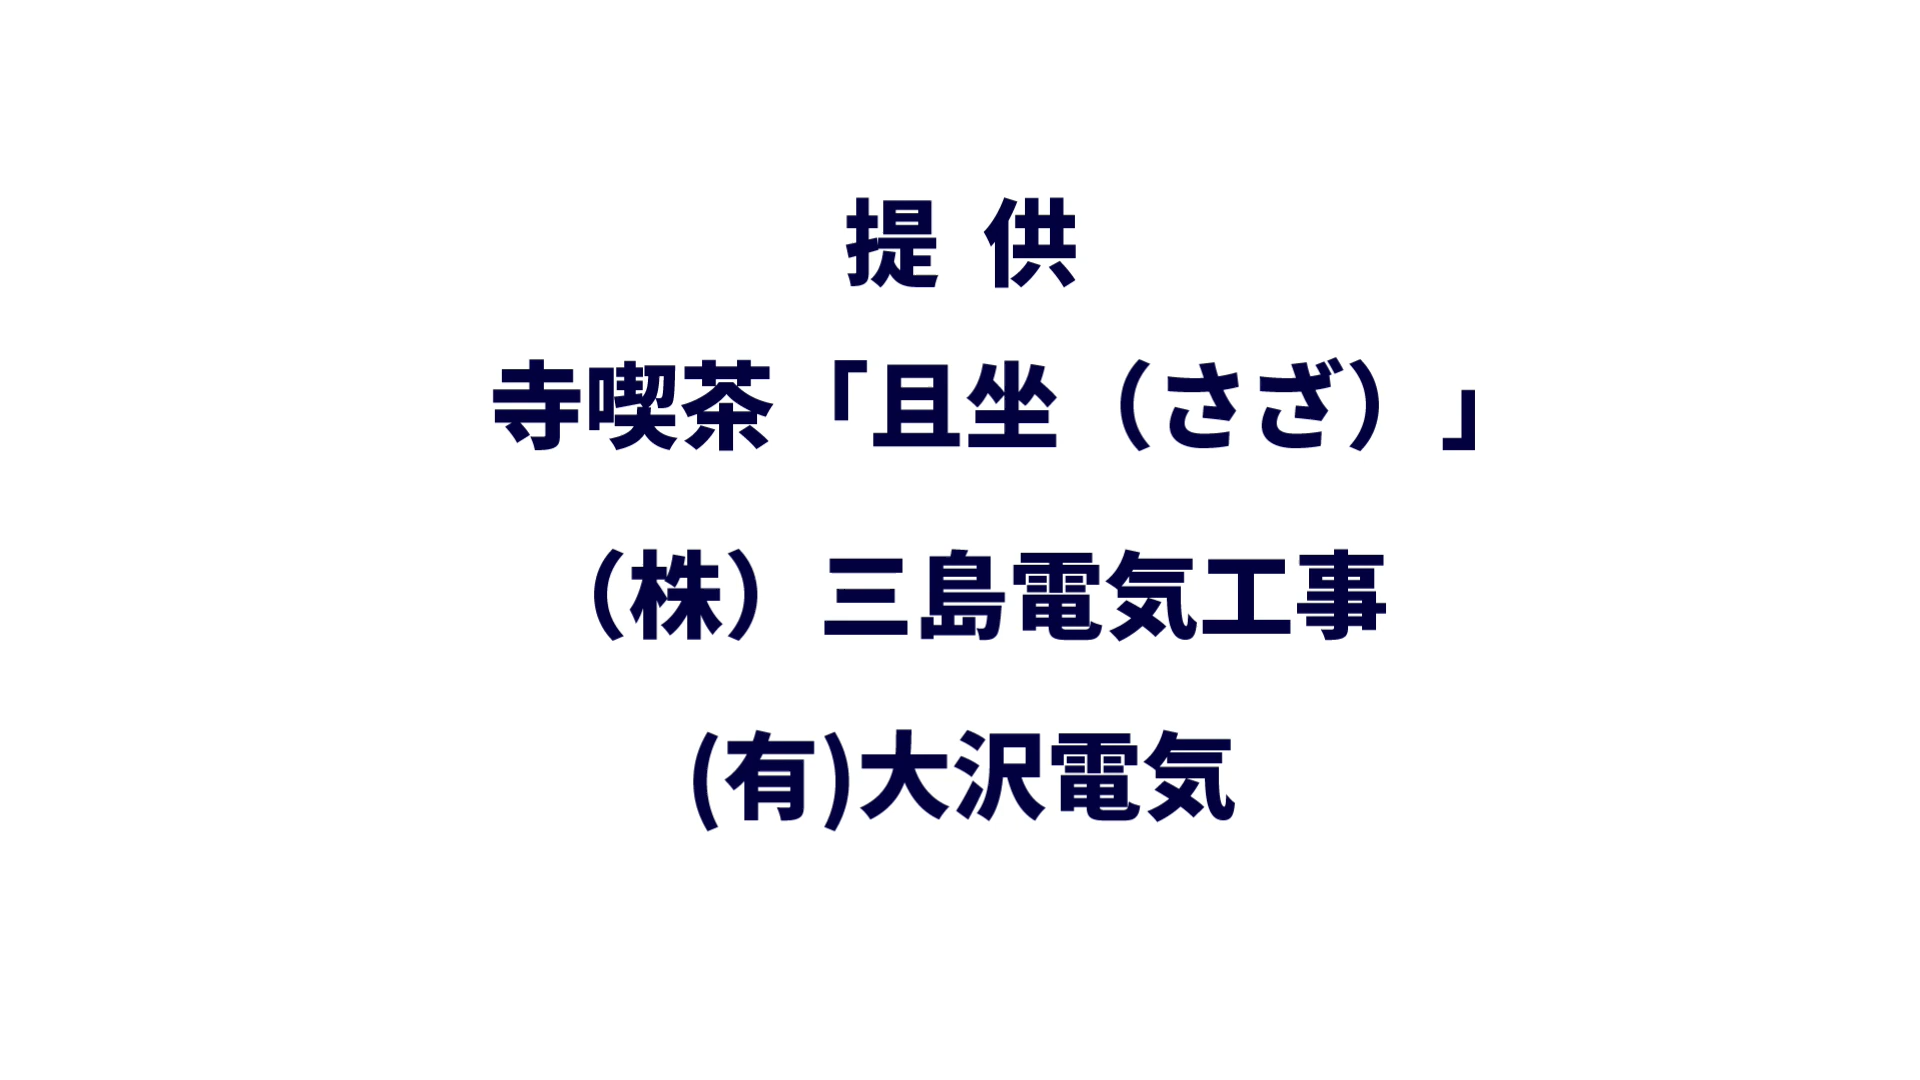 提 供
寺喫茶「且坐（さざ）」
（株）三島電気工事
(有)大沢電気